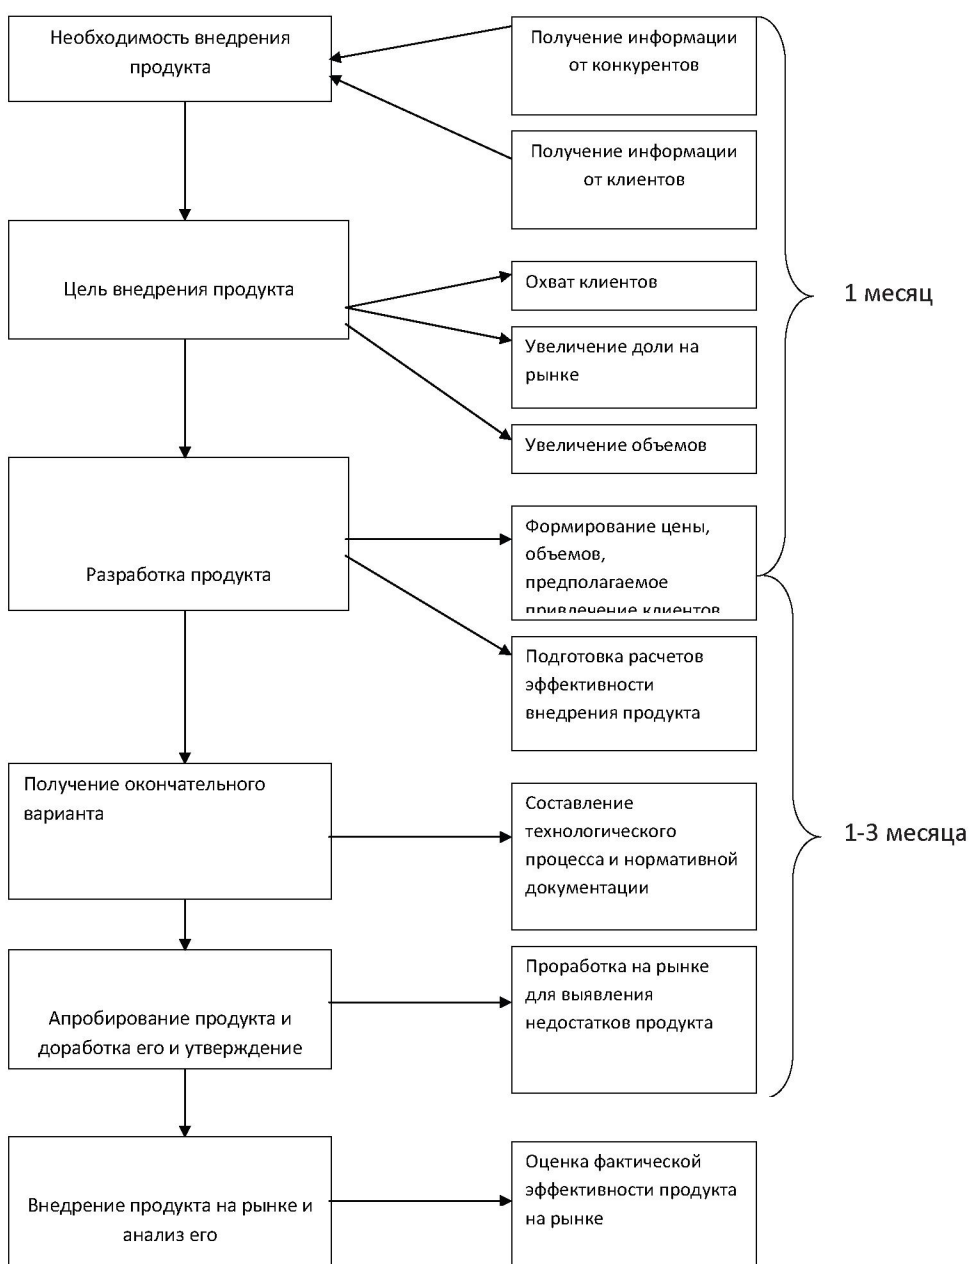 Необходимость внедрения
продукта
Получение информации
от конкурентов
Получение информации
от клиентов
Цель внедрения продукта
Охват клиентов
1 месяц
Увеличение доли на
рынке
Увеличение объемов
Разработка продукта
Формирование цены,
объемов,
предполагаемое
привлечение клиентов
Подготовка расчетов
эффективности
внедрения продукта
Получение окончательного
варианта
Составление
технологического
процесса и нормативной
документации
1-3 месяца
Апробирование продукта и
доработка его и утверждение
Проработка на рынке
для выявления
недостатков продукта
Внедрение продукта на рынке и
анализ его
Оценка фактической
эффективности продукта
на рынке